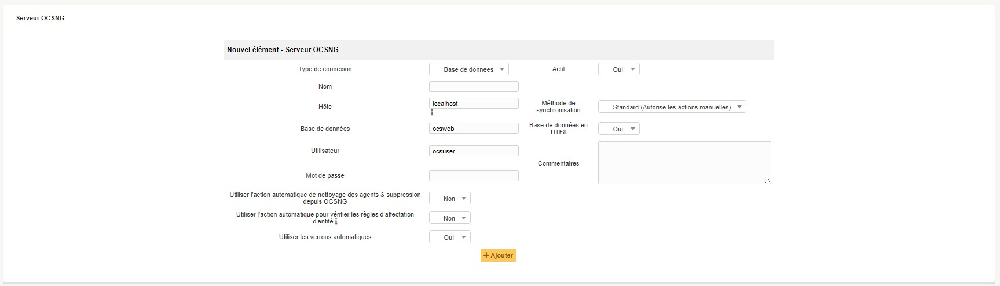 Serveur OCSNG
Nouvel élément - Serveur OCSNG
Type de connexion
Base de données
Actif
Oui
Nom
Hôte
localhost
Méthode de
synchronisation
Standard (Autorise les actions manuelles)
Base de données
ocsweb
Base de données en
UTF8
Oui
Utilisateur
ocsuser
Commentaires
Mot de passe
Utiliser l'action automatique de nettoyage des agents & suppression
depuis OCSNG
Non
Utiliser l'action automatique pour vérifier les règles d'affectation
d'entité
Non
Utiliser les verrous automatiques
Oui
+ Ajouter